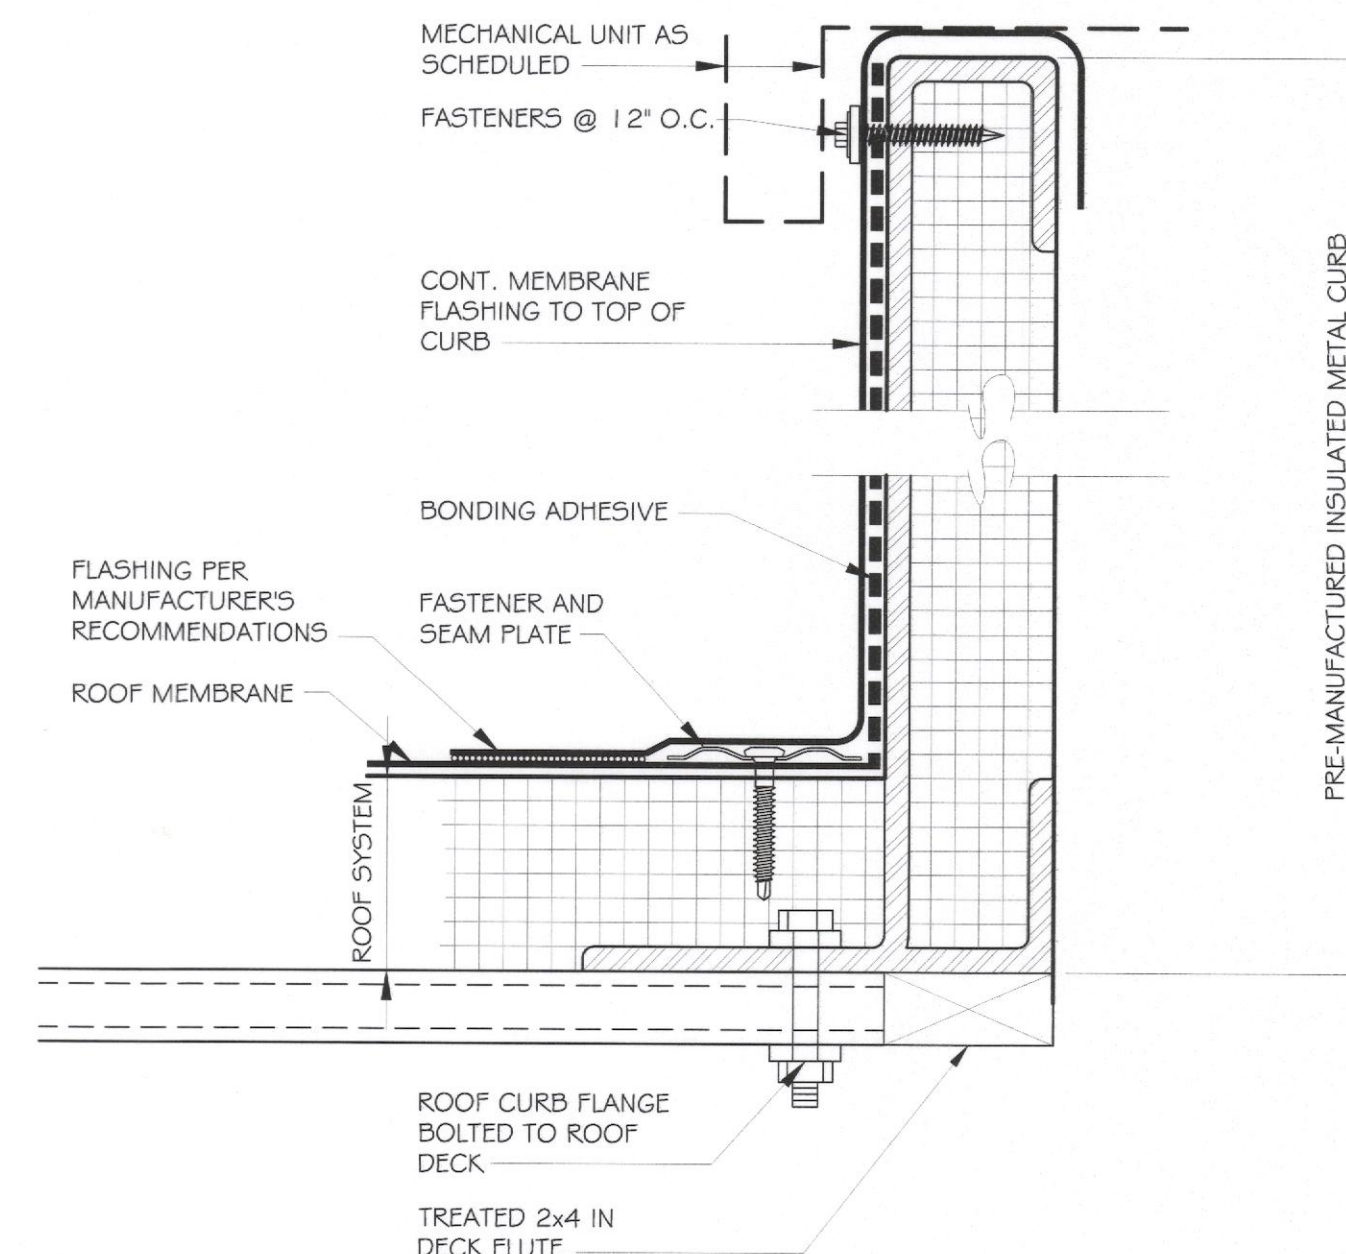 MECHANICAL UNIT AS
SCHEDULED
FASTENERS @ 12" O.C.
CONT. MEMBRANE
FLASHING TO TOP OF
CURB
BONDING ADHESIVE
FLASHING PER
MANUFACTURER'S
RECOMMENDATIONS
FASTENER AND
SEAM PLATE
ROOF MEMBRANE
ROOF SYSTEM
PRE-MANUFACTURED INSULATED METAL CURB
ROOF CURB FLANGE
BOLTED TO ROOF
DECK
TREATED 2x4 IN
DECK FLUTE